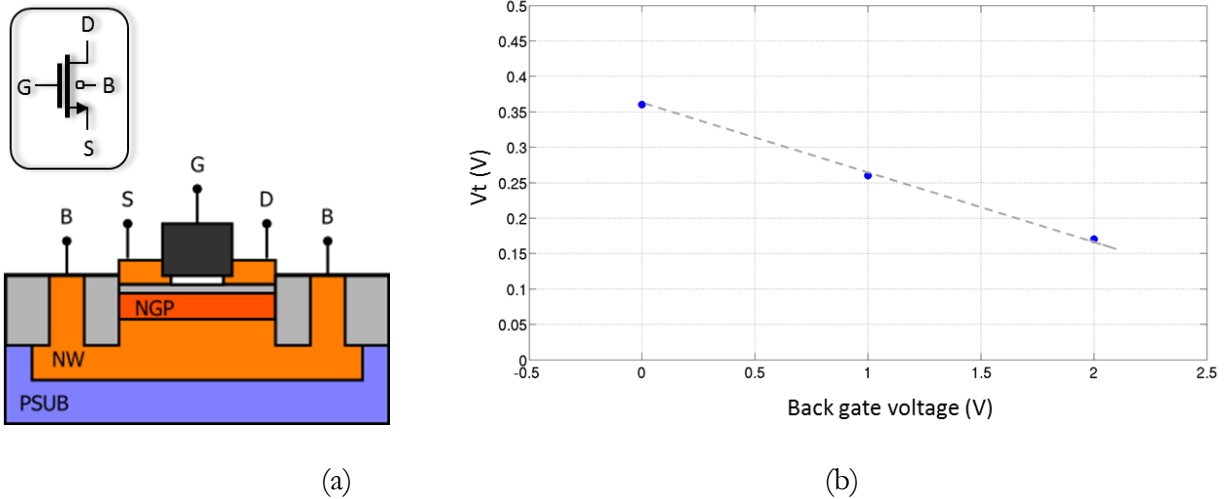 D
G
B
S
G
S
D
B
B
NGP
NW
PSUB
0.5
0.45
0.4
0.35
0.3
0.25
0.2
0.15
0.1
0.05
0
Vt (V)
-0.5 0 0.5 1 1.5 2 2.5
Back gate voltage (V)
(a)
(b)